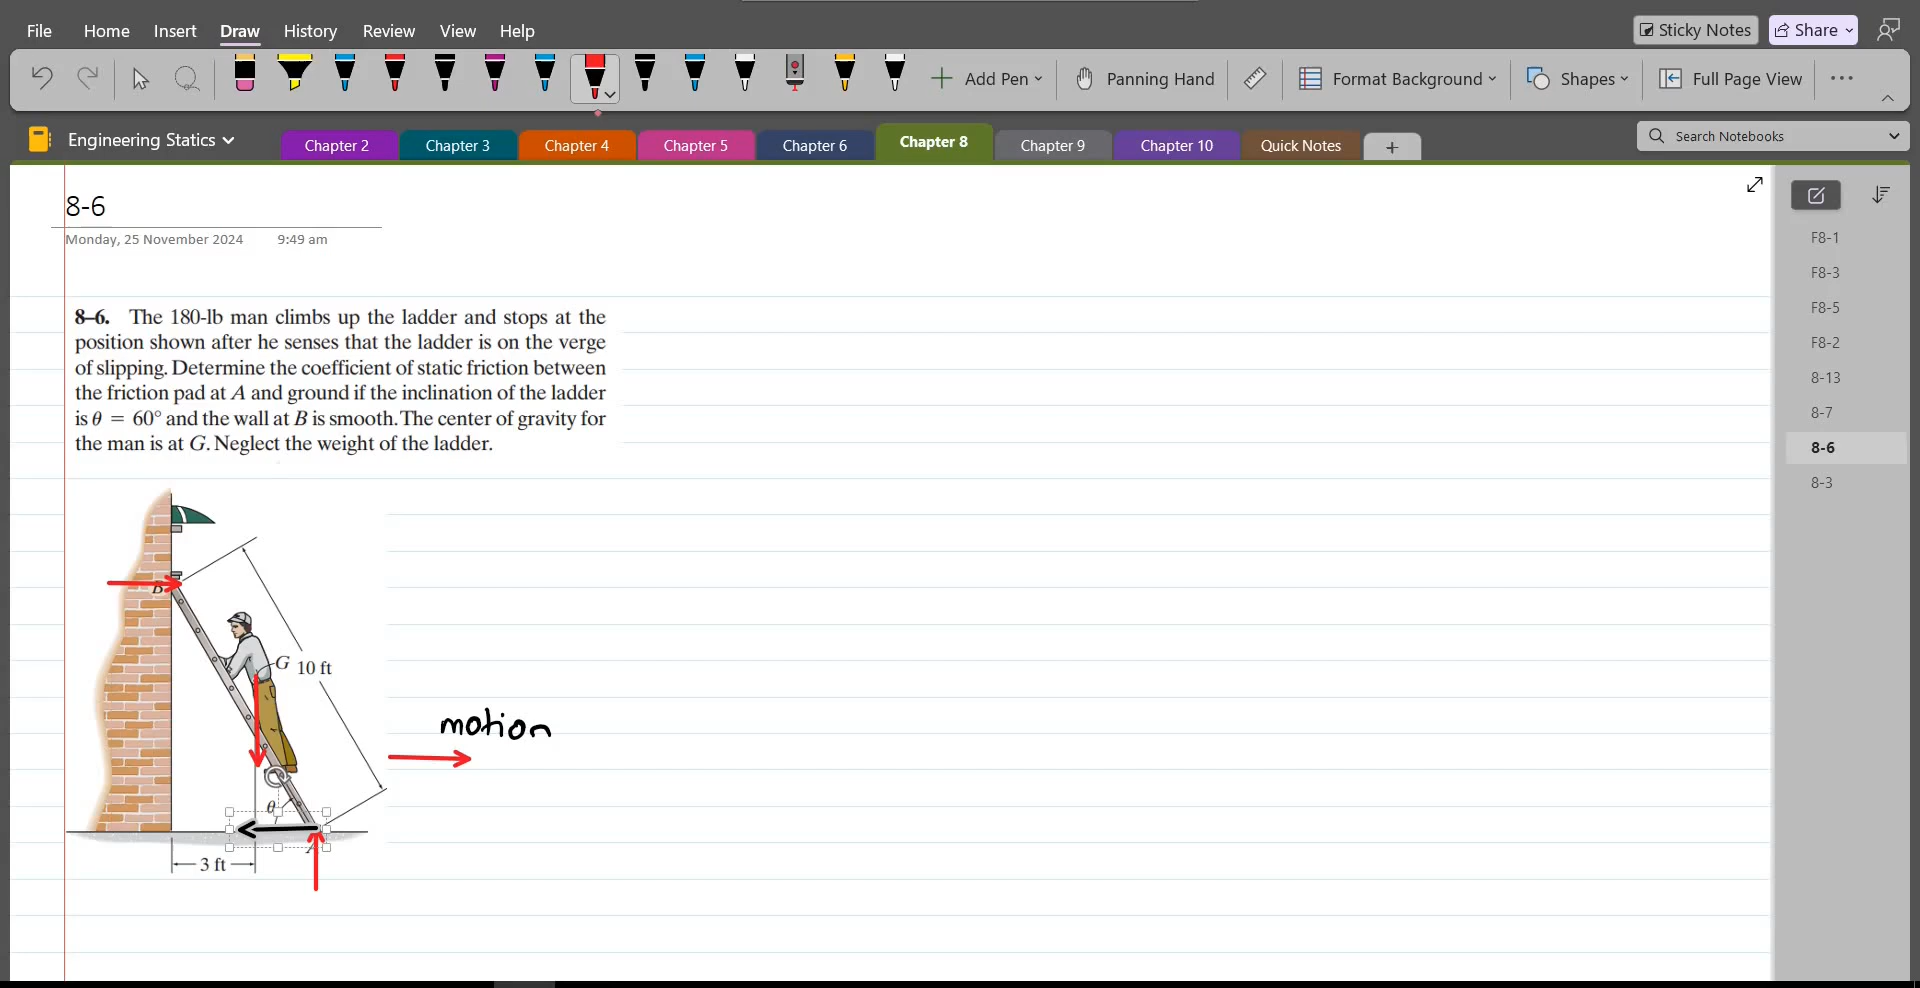 File Home Insert Draw History Review View Help
Sticky Notes Share
Add Pen Panning Hand Format Background Shapes Full Page View
Engineering Statics Chapter 2 Chapter 3 Chapter 4 Chapter 5 Chapter 6 Chapter 8 Chapter 9 Chapter 10 Quick Notes + Search Notebooks
8-6
Monday, 25 November 2024 9:49 am
8–6. The 180-lb man climbs up the ladder and stops at the
position shown after he senses that the ladder is on the verge
of slipping. Determine the coefficient of static friction between
the friction pad at A and ground if the inclination of the ladder
is θ = 60° and the wall at B is smooth. The center of gravity for
the man is at G. Neglect the weight of the ladder.
B
G 10 ft
motion
θ
A
3 ft
F8-1
F8-3
F8-5
F8-2
8-13
8-7
8-6
8-3